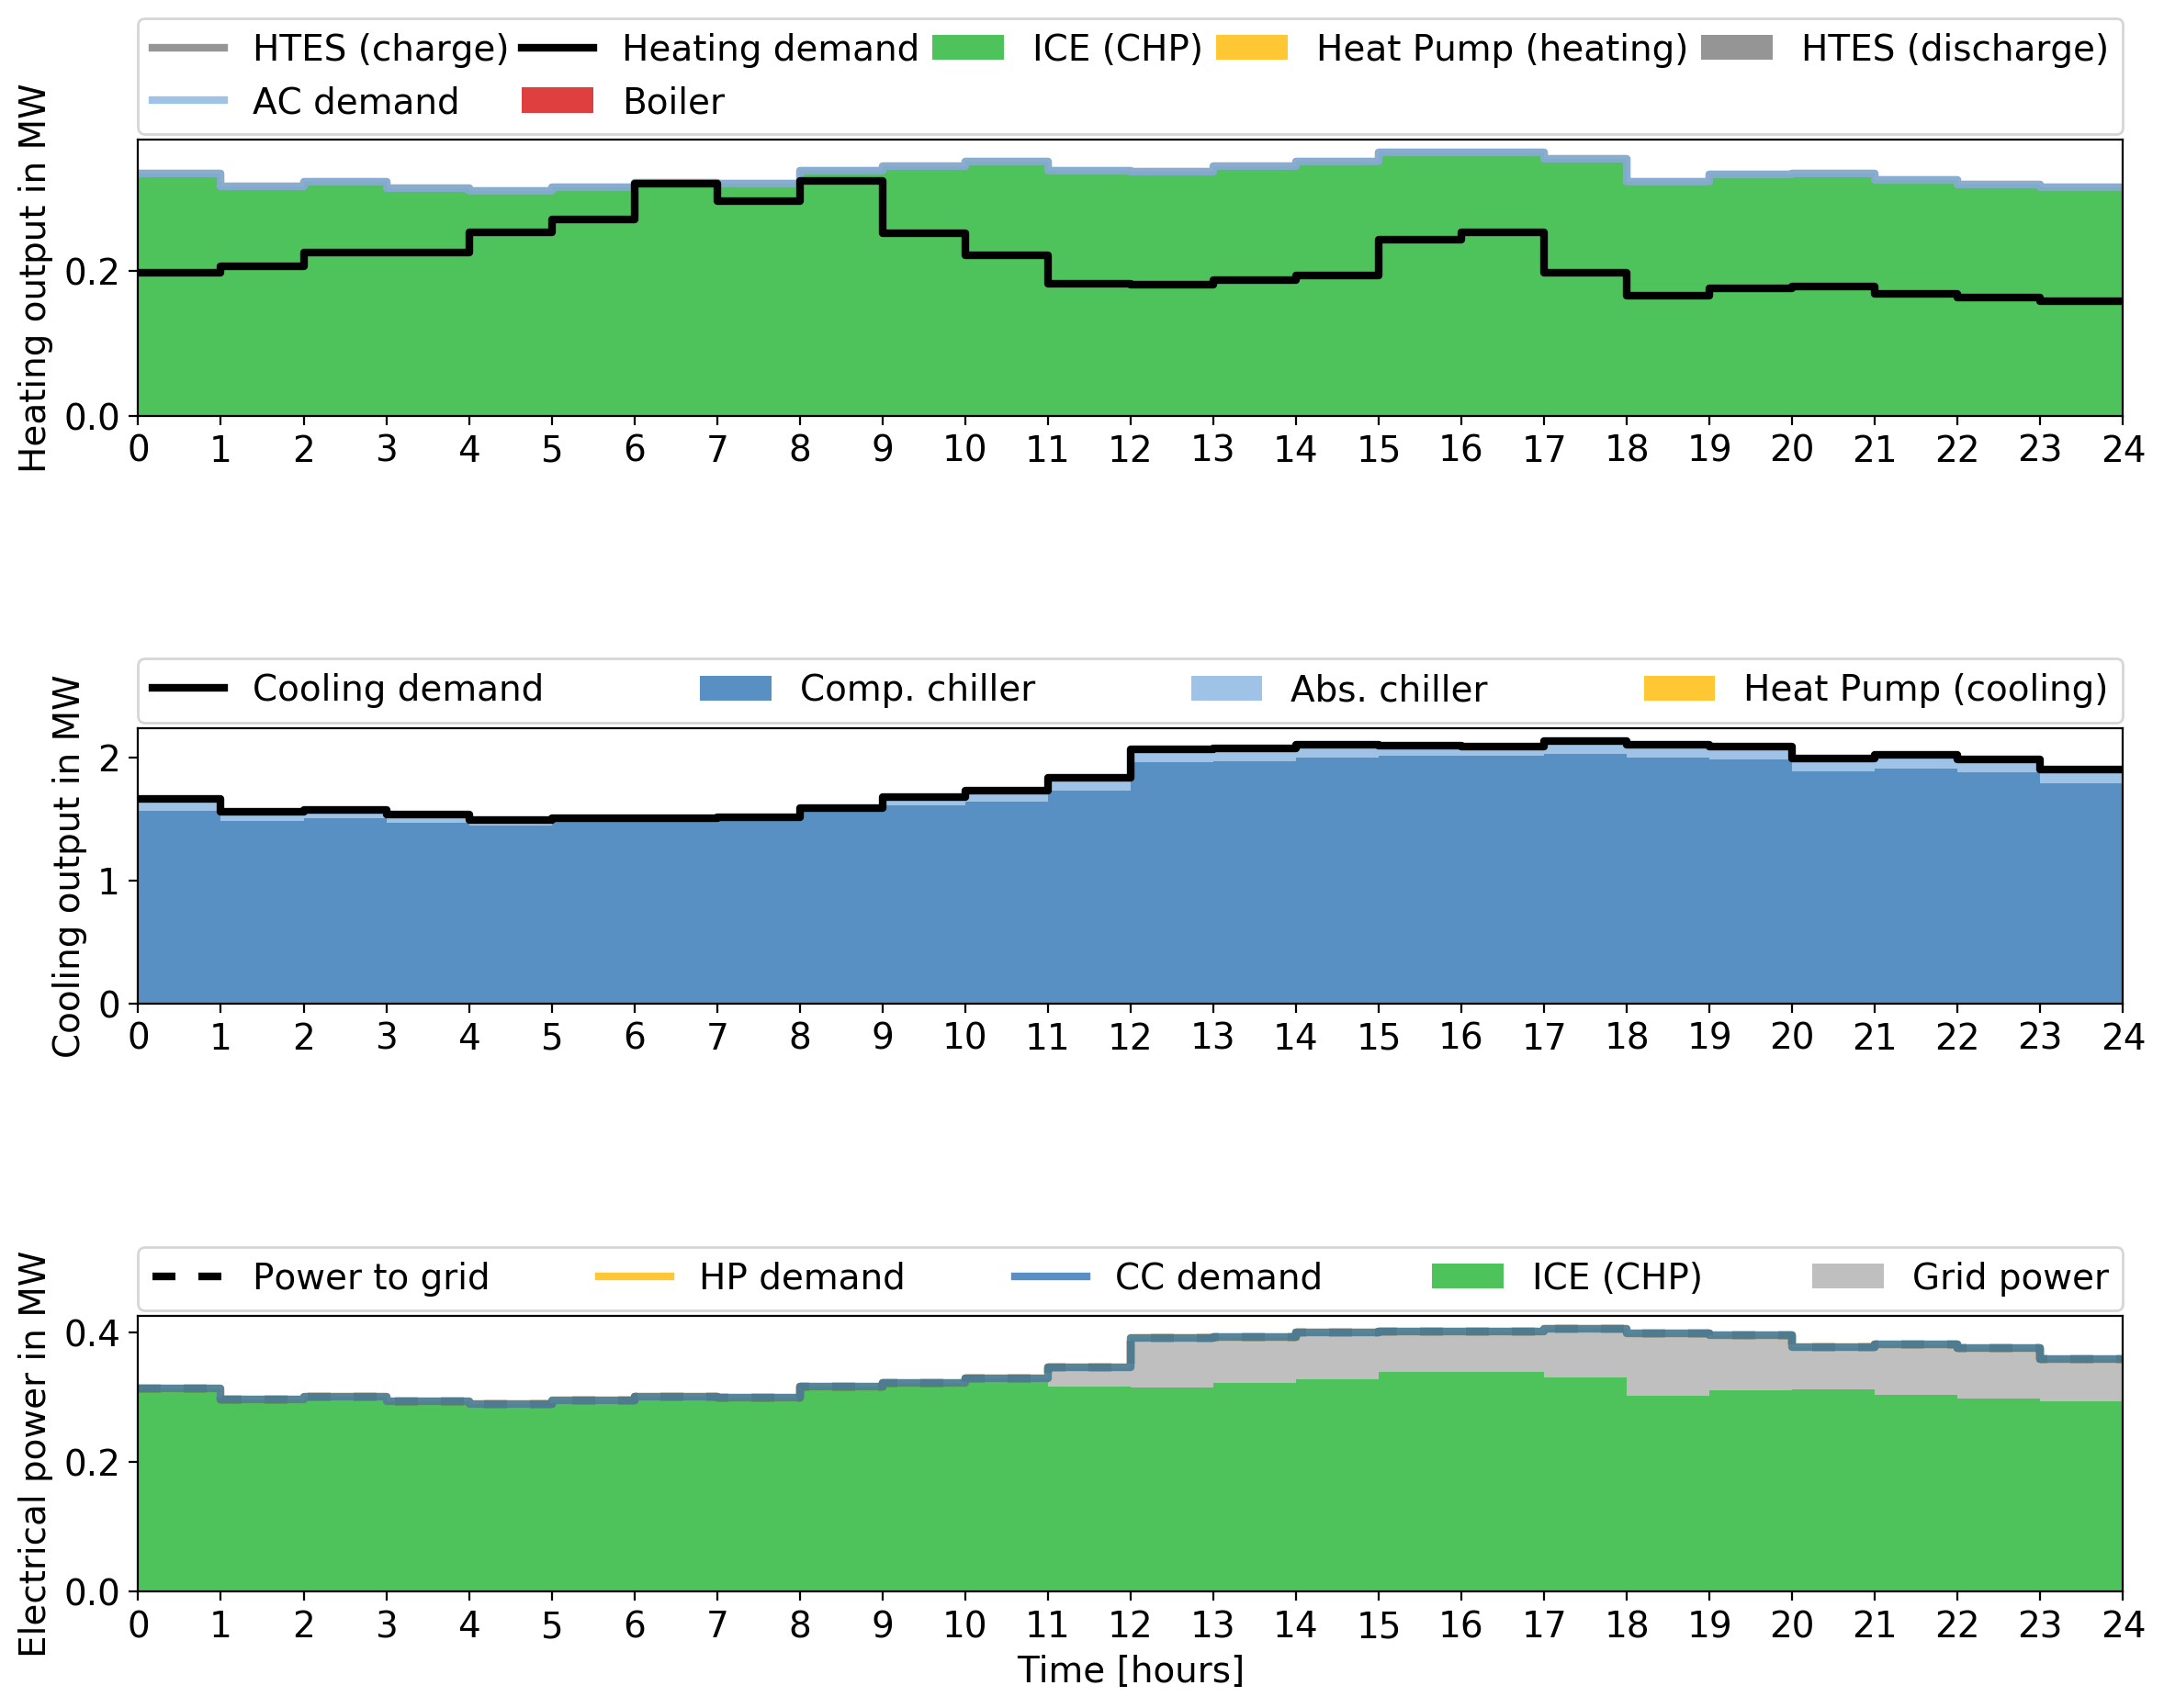 HTES (charge) Heating demand ICE (CHP) Heat Pump (heating) HTES (discharge)
AC demand Boiler
Heating output in MW
0.2
0.0
0 1 2 3 4 5 6 7 8 9 10 11 12 13 14 15 16 17 18 19 20 21 22 23 24
Cooling demand Comp. chiller Abs. chiller Heat Pump (cooling)
Cooling output in MW
2
1
0
0 1 2 3 4 5 6 7 8 9 10 11 12 13 14 15 16 17 18 19 20 21 22 23 24
Power to grid HP demand CC demand ICE (CHP) Grid power
Electrical power in MW
0.4
0.2
0.0
0 1 2 3 4 5 6 7 8 9 10 11 12 13 14 15 16 17 18 19 20 21 22 23 24
Time [hours]